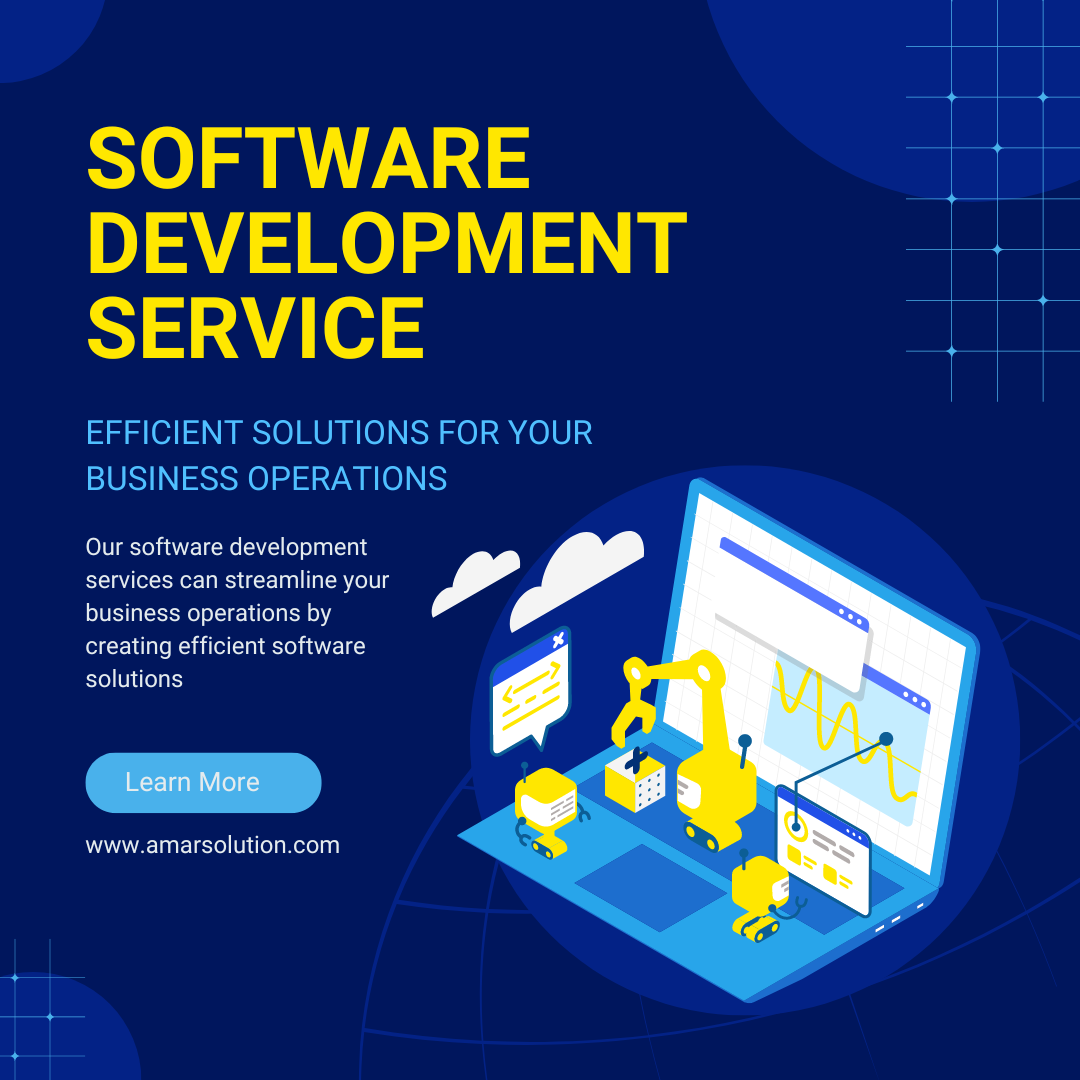 SOFTWARE
DEVELOPMENT
SERVICE
EFFICIENT SOLUTIONS FOR YOUR
BUSINESS OPERATIONS
Our software development
services can streamline your
business operations by
creating efficient software
solutions
Learn More
www.amarsolution.com